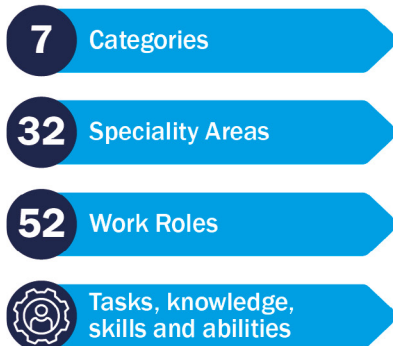 7
Categories
32
Speciality Areas
52
Work Roles
Tasks, knowledge,
skills and abilities